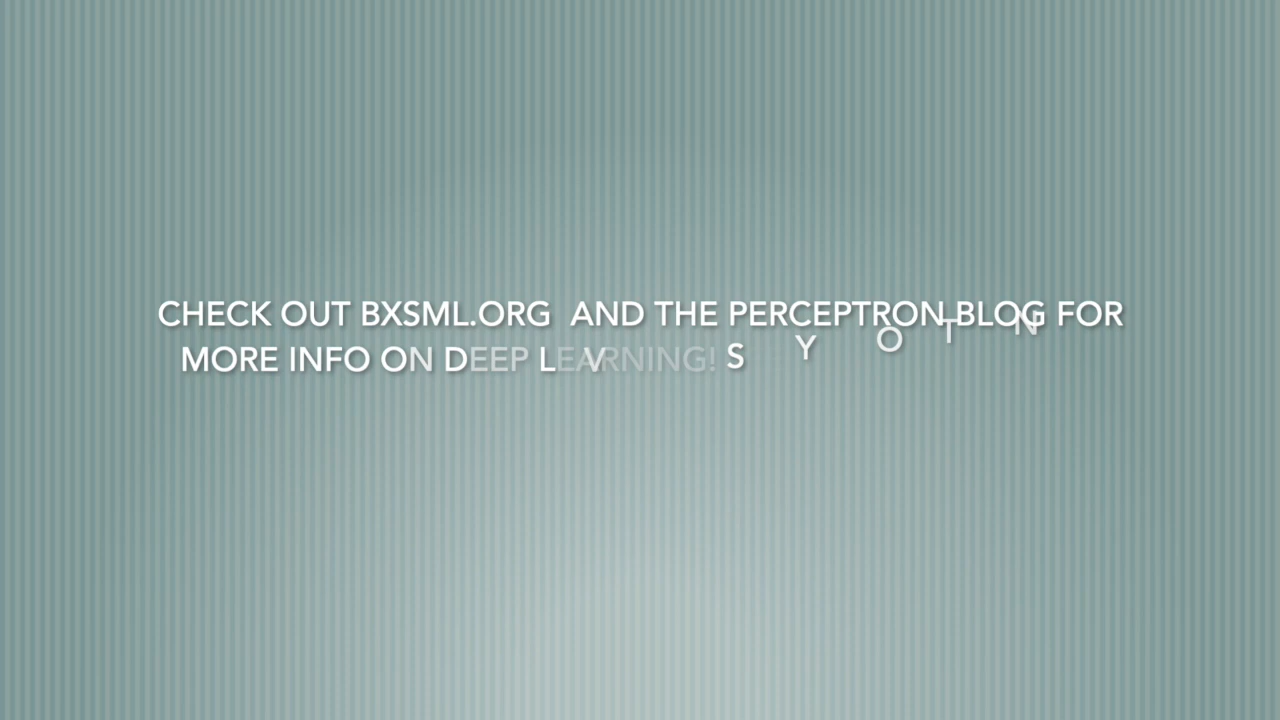 CHECK OUT BXSML.ORG AND THE PERCEPTRON BLOG FOR
MORE INFO ON DEEP LEARNING!